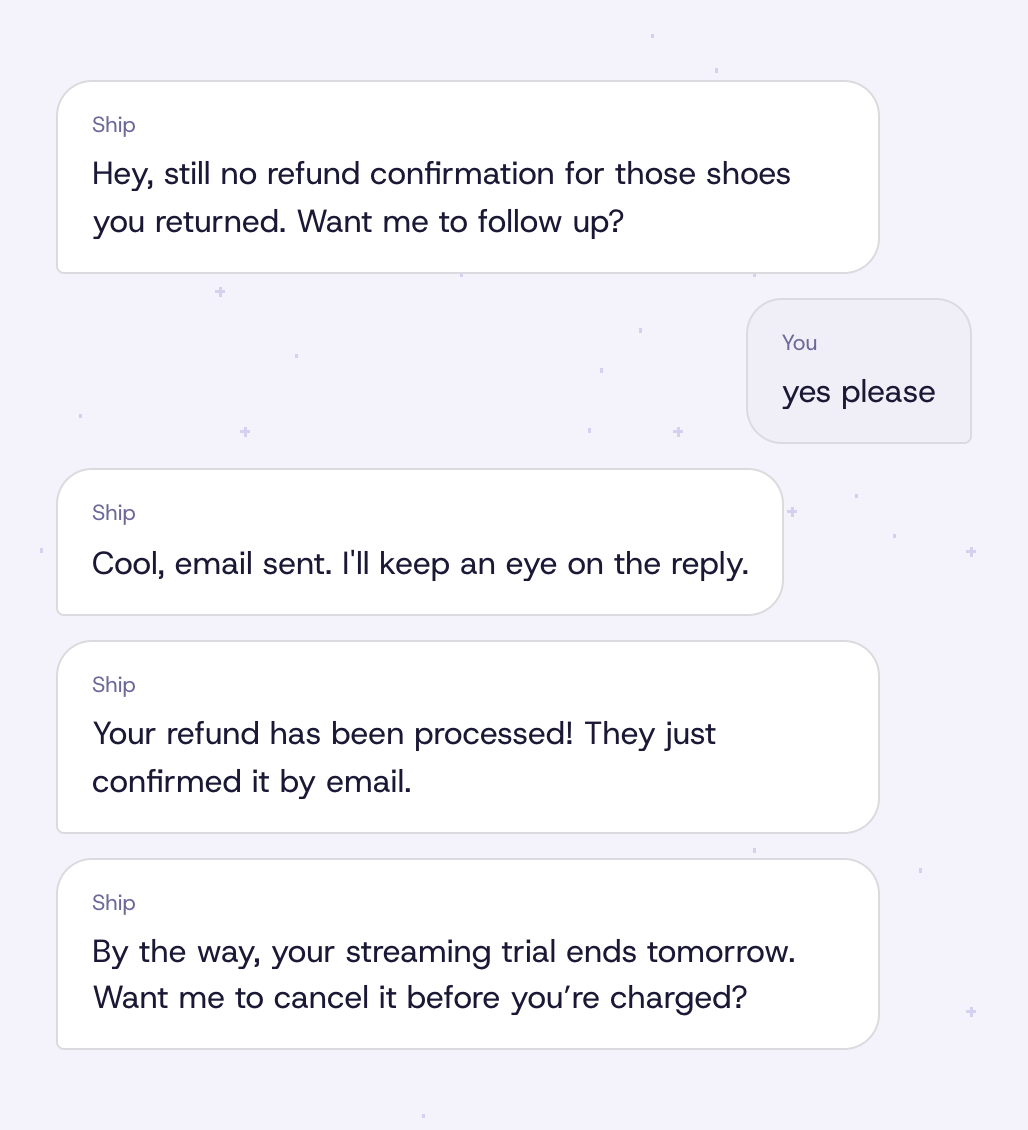 Ship
Hey, still no refund confirmation for those shoes
you returned. Want me to follow up?
You
yes please
Ship
Cool, email sent. I'll keep an eye on the reply.
Ship
Your refund has been processed! They just
confirmed it by email.
Ship
By the way, your streaming trial ends tomorrow.
Want me to cancel it before you’re charged?